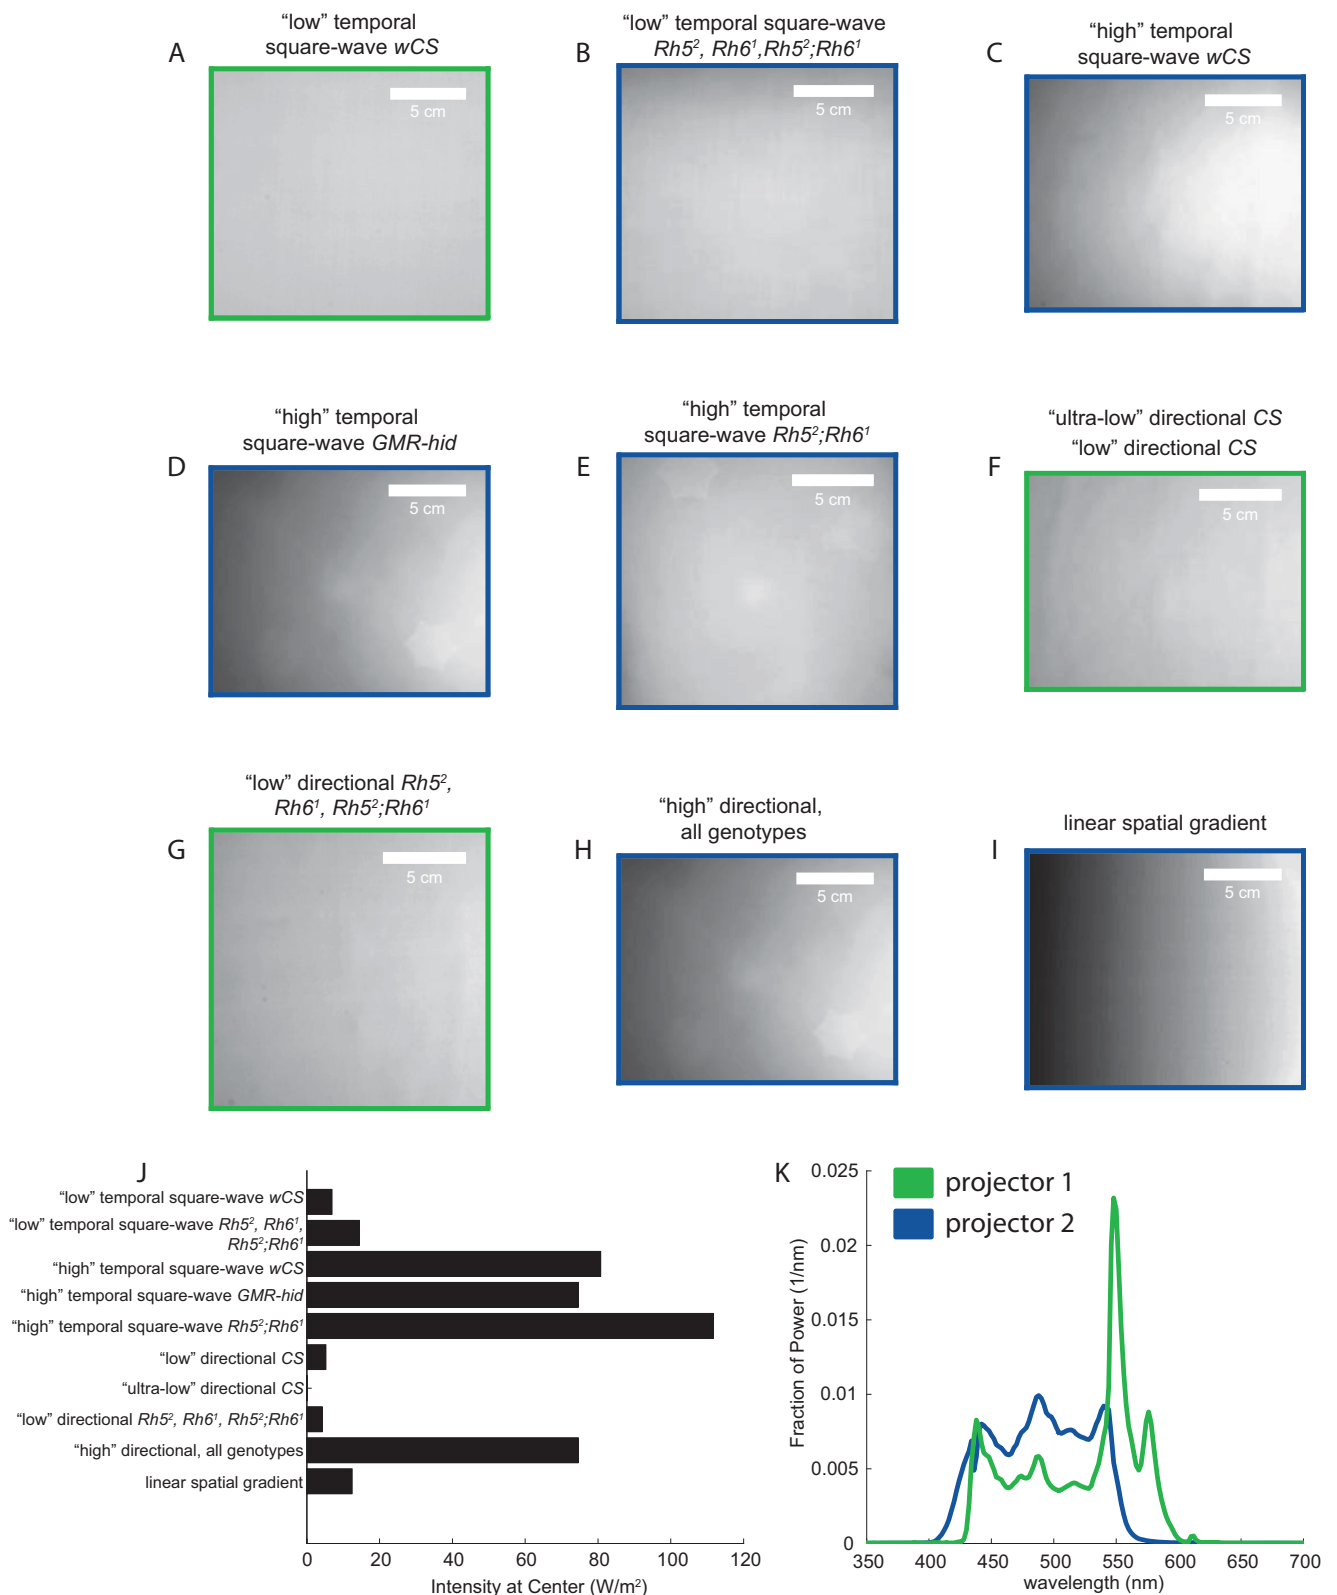 "low" temporal
square-wave wCS
A
5 cm
"low" temporal square-wave
Rh5², Rh6¹,Rh5²;Rh6¹
B
5 cm
"high" temporal
square-wave wCS
C
5 cm
"high" temporal
square-wave GMR-hid
D
5 cm
"high" temporal
square-wave Rh5²;Rh6¹
E
5 cm
"ultra-low" directional CS
"low" directional CS
F
5 cm
"low" directional Rh5²,
Rh6¹, Rh5²;Rh6¹
G
5 cm
"high" directional,
all genotypes
H
5 cm
linear spatial gradient
I
5 cm
J
"low" temporal square-wave wCS
"low" temporal square-wave Rh5², Rh6¹,
Rh5²;Rh6¹
"high" temporal square-wave wCS
"high" temporal square-wave GMR-hid
"high" temporal square-wave Rh5²;Rh6¹
"low" directional CS
"ultra-low" directional CS
"low" directional Rh5², Rh6¹, Rh5²;Rh6¹
"high" directional, all genotypes
linear spatial gradient
0 20 40 60 80 100 120
Intensity at Center (W/m²)
K
projector 1
projector 2
0.025
0.02
0.015
0.01
0.005
0
Fraction of Power (1/nm)
350 400 450 500 550 600 650 700
wavelength (nm)